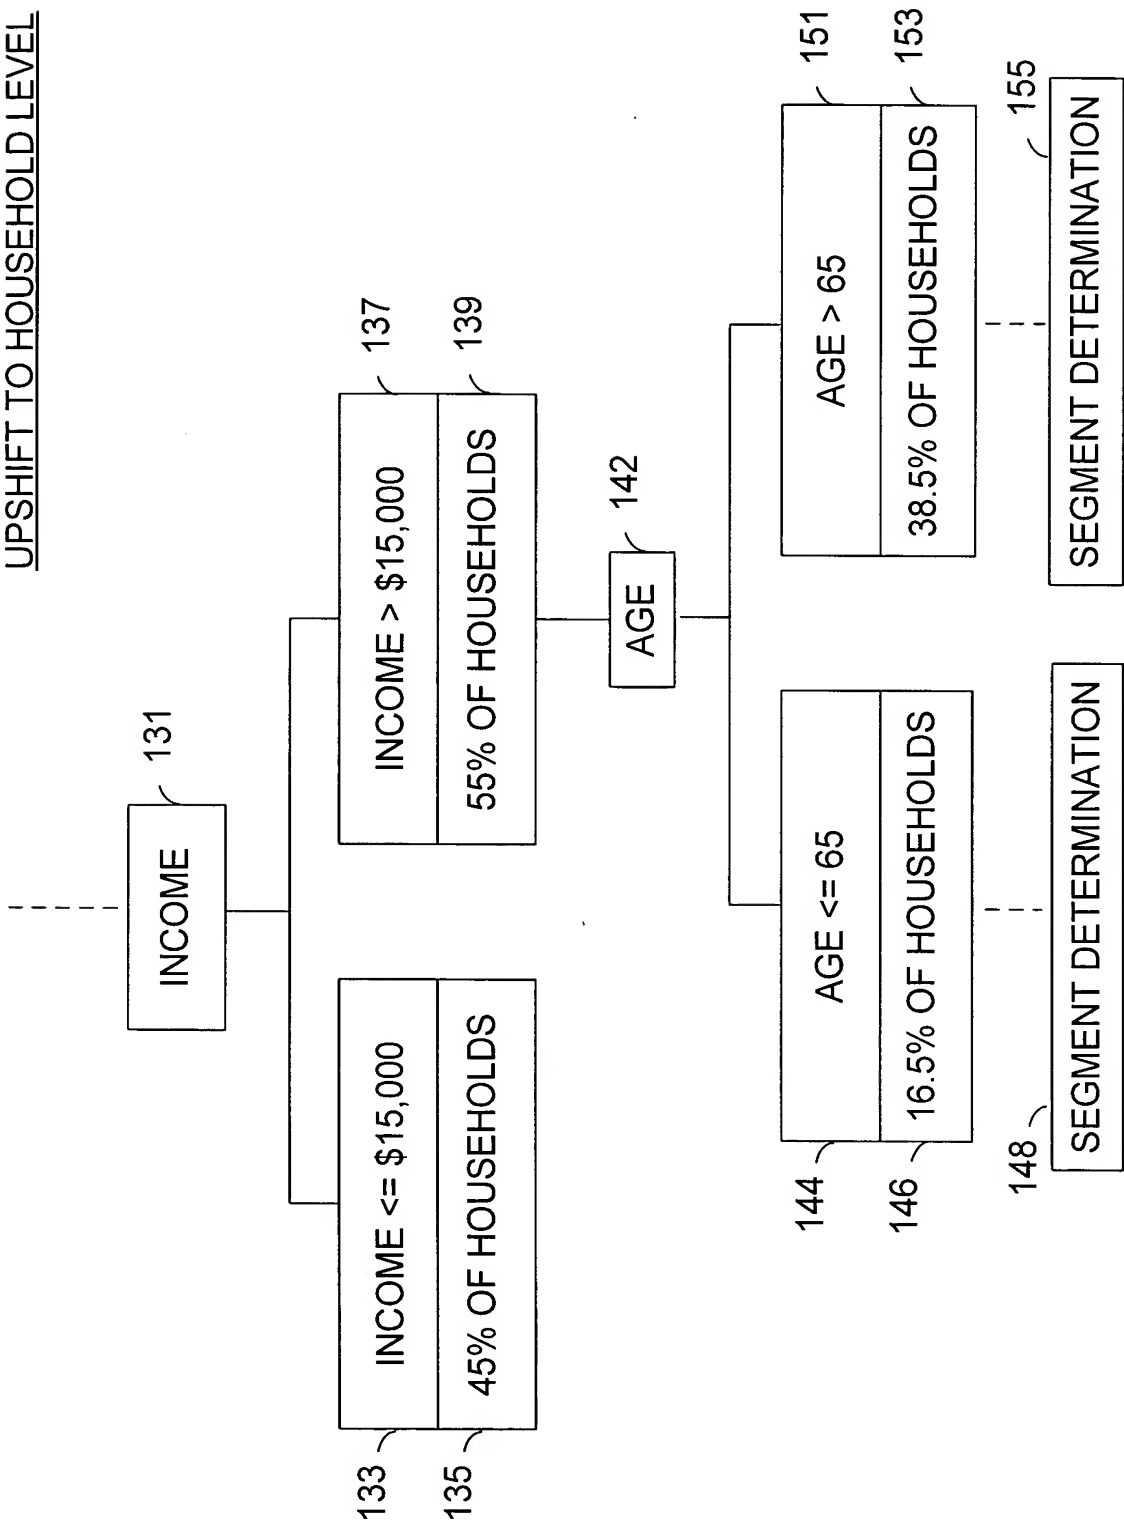 UPSHIFT TO HOUSEHOLD LEVEL
INCOME
131
INCOME <= $15,000
133
45% OF HOUSEHOLDS
135
INCOME > $15,000
137
55% OF HOUSEHOLDS
139
AGE
142
AGE <= 65
144
16.5% OF HOUSEHOLDS
146
AGE > 65
151
38.5% OF HOUSEHOLDS
153
148
SEGMENT DETERMINATION
155
SEGMENT DETERMINATION